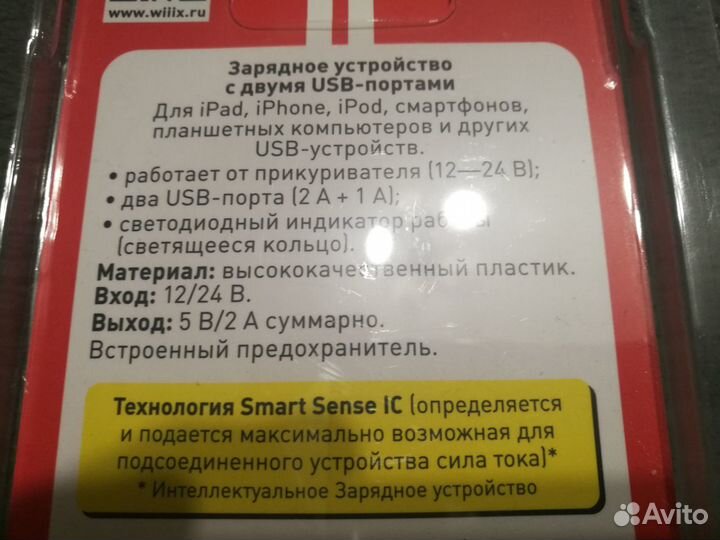 www.wiiix.ru
Зарядное устройство
с двумя USB-портами
Для iPad, iPhone, iPod, смартфонов,
планшетных компьютеров и других
USB-устройств.
• работает от прикуривателя (12—24 В);
• два USB-порта (2 А + 1 А);
• светодиодный индикатор работы
(светящееся кольцо).
Материал: высококачественный пластик.
Вход: 12/24 В.
Выход: 5 В/2 А суммарно.
Встроенный предохранитель.
Технология Smart Sense IC (определяется
и подается максимально возможная для
подсоединенного устройства сила тока)*
* Интеллектуальное Зарядное устройство
Avito